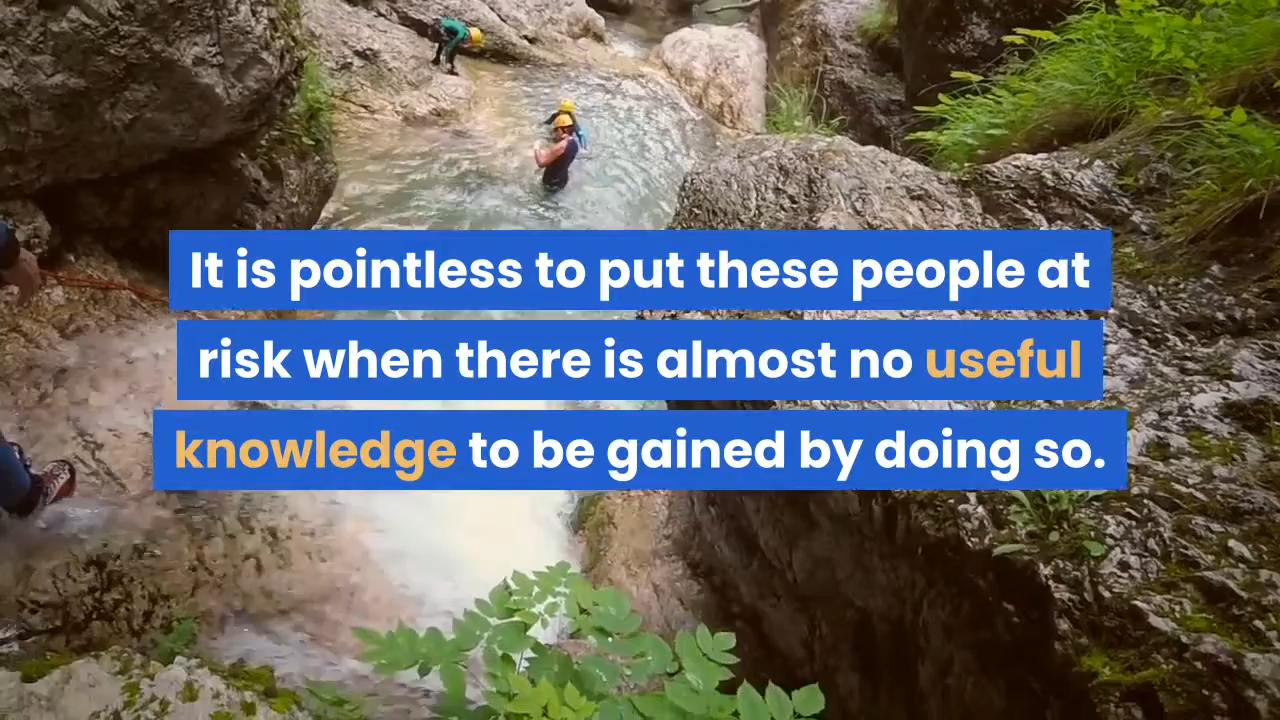 It is pointless to put these people at
risk when there is almost no useful
knowledge to be gained by doing so.